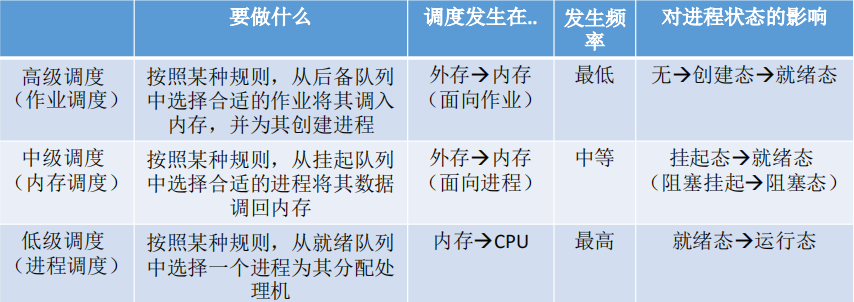 要做什么
调度发生在..
发生频
率
对进程状态的影响
高级调度
(作业调度)
按照某种规则,从后备队列
中选择合适的作业将其调入
内存,并为其创建进程
外存→内存
(面向作业)
最低
无→创建态→就绪态
中级调度
(内存调度)
按照某种规则,从挂起队列
中选择合适的进程将其数据
调回内存
外存→内存
(面向进程)
中等
挂起态→就绪态
(阻塞挂起→阻塞态)
低级调度
(进程调度)
按照某种规则,从就绪队列
中选择一个进程为其分配处
理机
内存→CPU
最高
就绪态→运行态